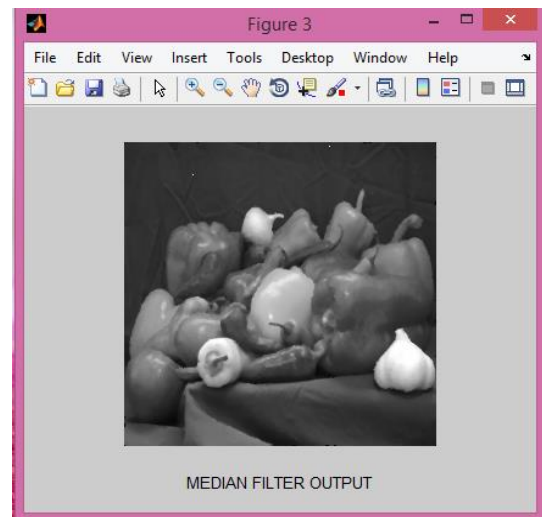 Figure 3
File Edit View Insert Tools Desktop Window Help
MEDIAN FILTER OUTPUT